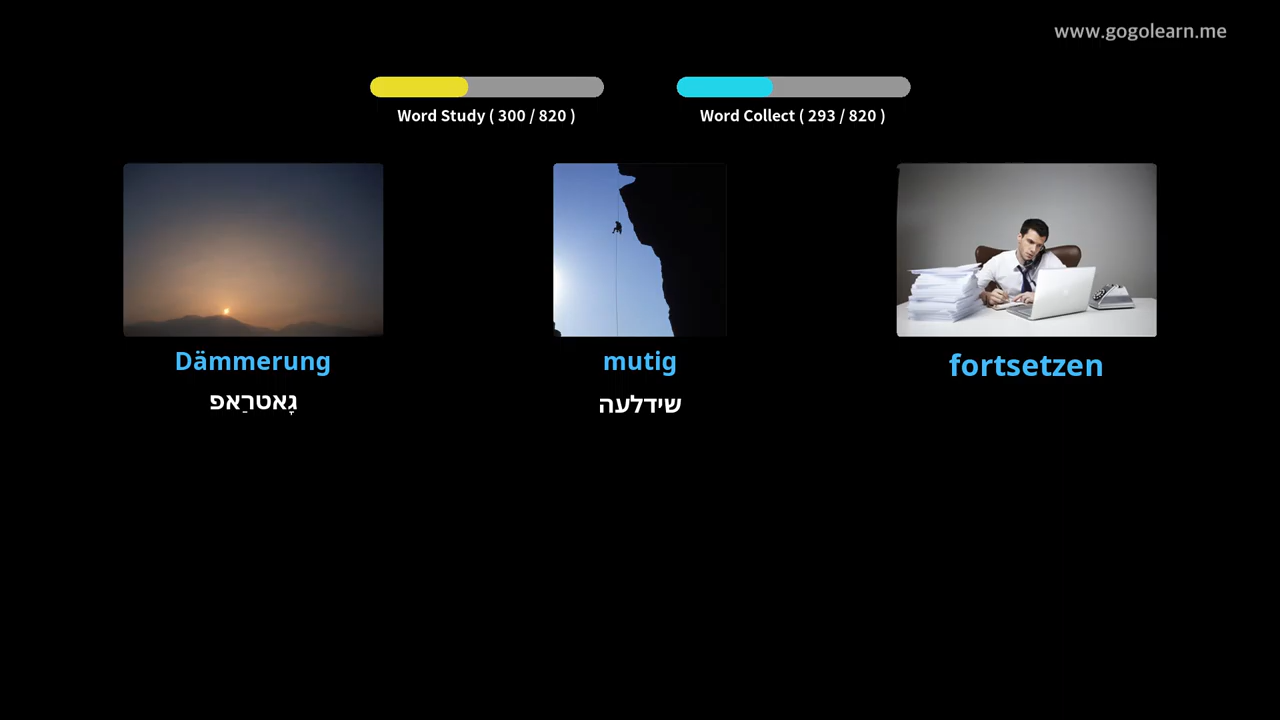 www.gogolearn.me
Word Study ( 300 / 820 )
Word Collect ( 293 / 820 )
Dämmerung
גָאטרַאפ
mutig
שידלעה
fortsetzen